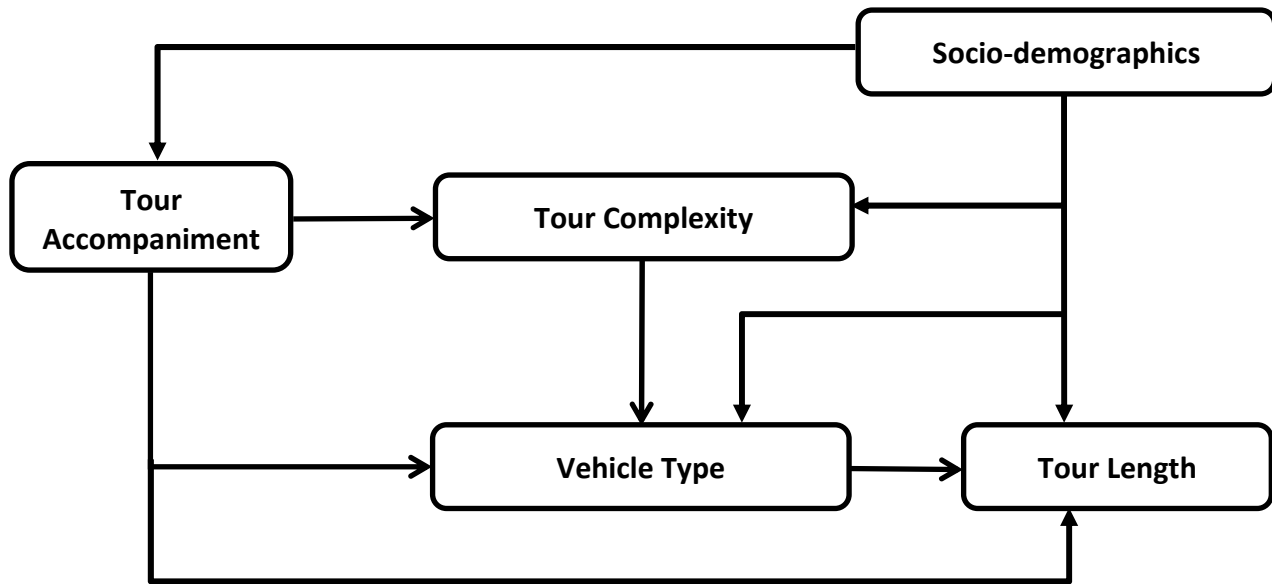 Socio-demographics
Tour
Accompaniment
Tour Complexity
Vehicle Type
Tour Length